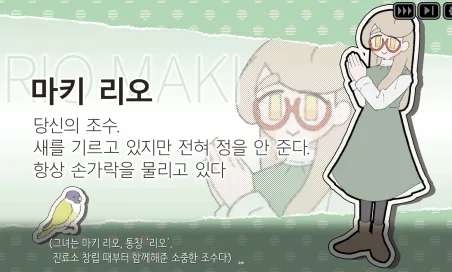 RIO MAKI
마키 리오
당신의 조수.
새를 기르고 있지만 전혀 정을 안 준다.
항상 손가락을 물리고 있다
(그녀는 마키 리오, 통칭 '리오'.
진료소 창립 때부터 함께해준 소중한 조수다)